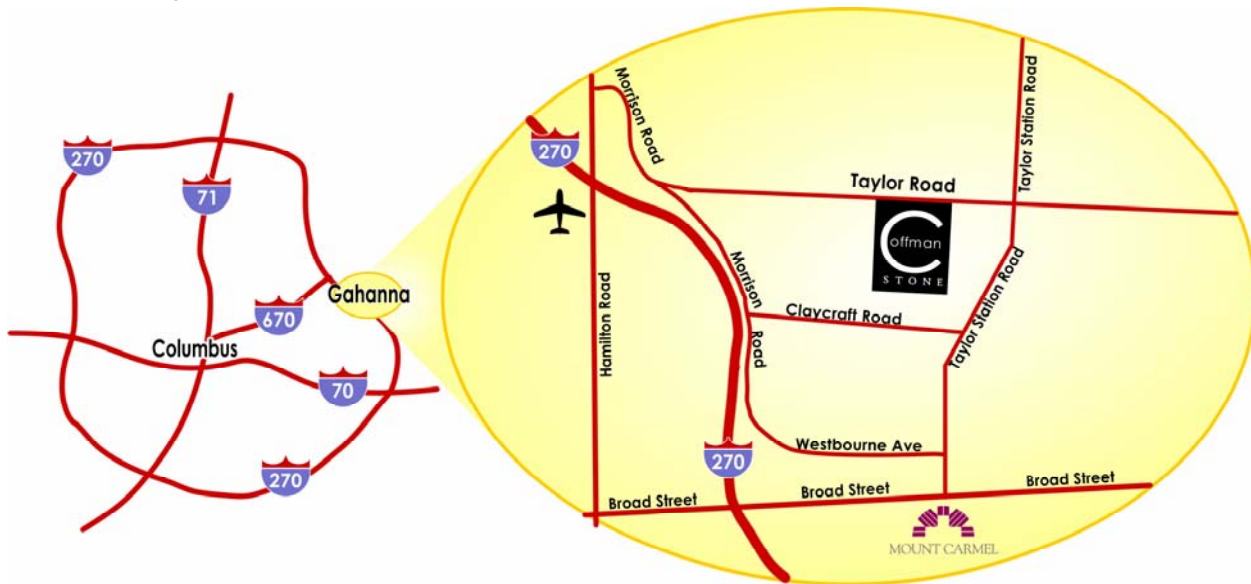 270
71
670
Gahanna
Columbus
70
270
270
Morrison Road
Taylor Station Road
Taylor Road
Coffman
STONE
Hamilton Road
Morrison
Road
Claycraft Road
Taylor Station Road
Westbourne Ave
270
Broad Street
Broad Street
Broad Street
MOUNT CARMEL